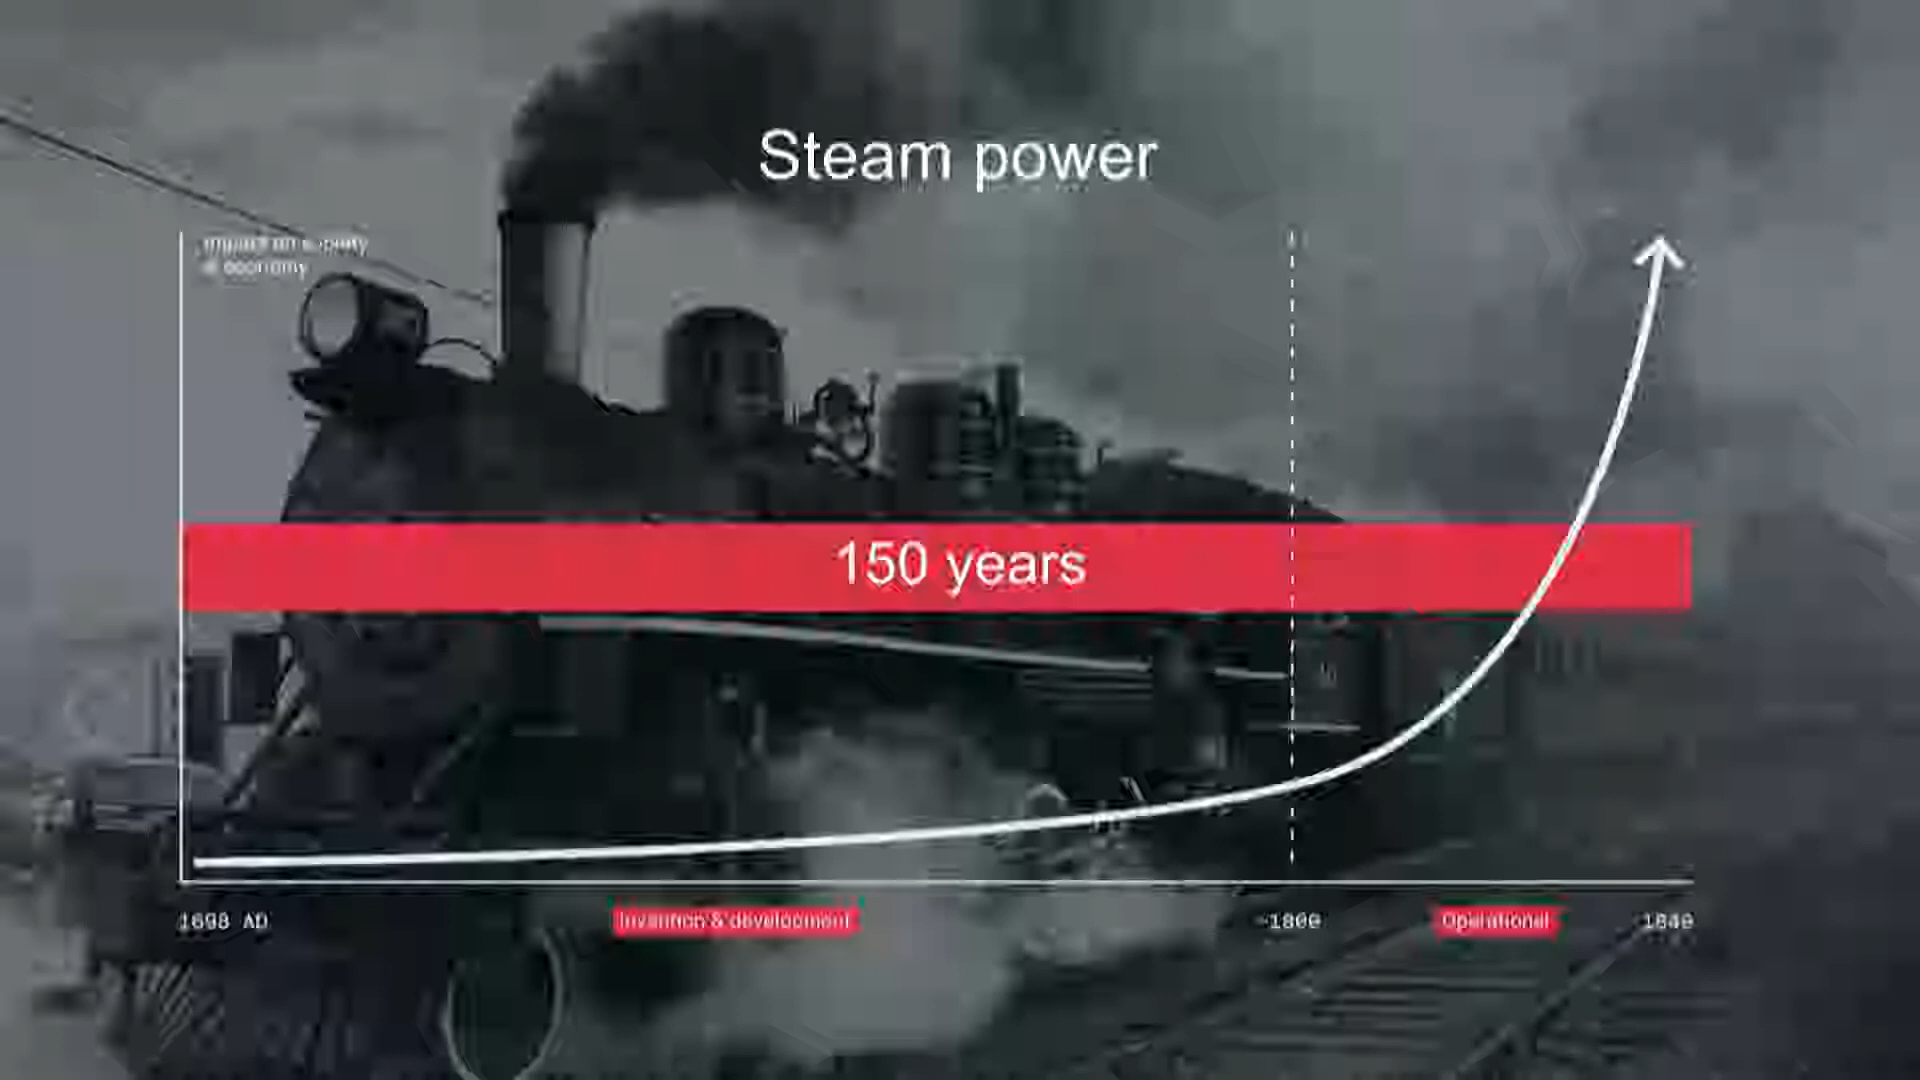 Steam power
Impact on society
& economy
150 years
1698 AD
Invention & development
~1800
Operational
1840